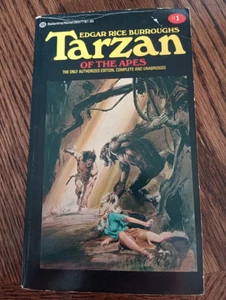 EDGAR RICE BURROUGHS
#1
Tarzan
OF THE APES
THE ONLY AUTHORIZED EDITION, COMPLETE AND UNABRIDGED